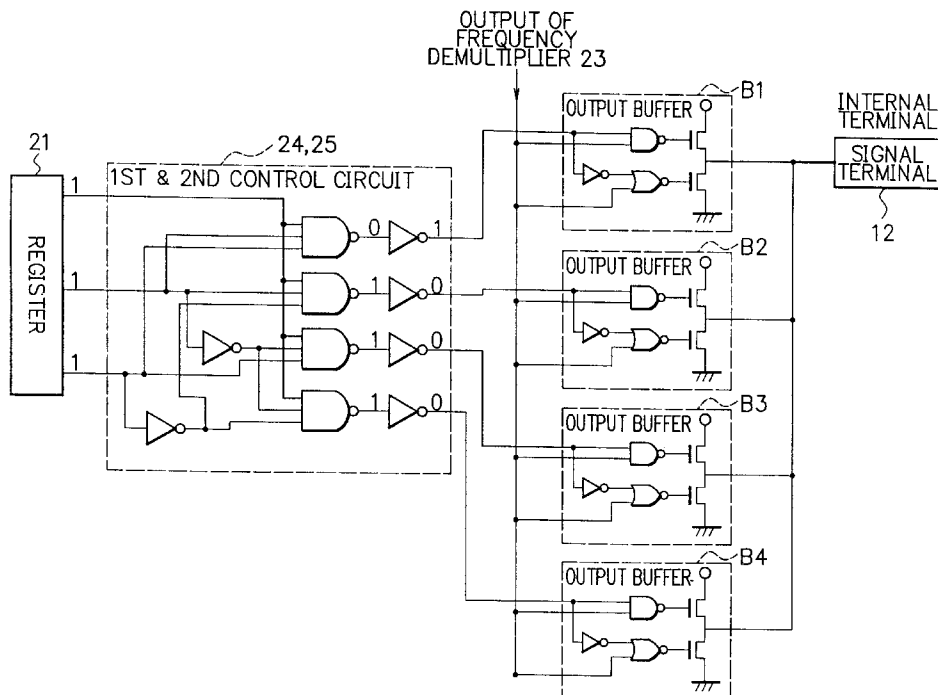 OUTPUT OF
FREQUENCY
DEMULTIPLIER 23
B1
OUTPUT BUFFER
INTERNAL
TERMINAL
SIGNAL
TERMINAL
12
21
24,25
1ST & 2ND CONTROL CIRCUIT
REGISTER
1
1
1
0
1
1
0
1
0
1
0
B2
OUTPUT BUFFER
B3
OUTPUT BUFFER
B4
OUTPUT BUFFER